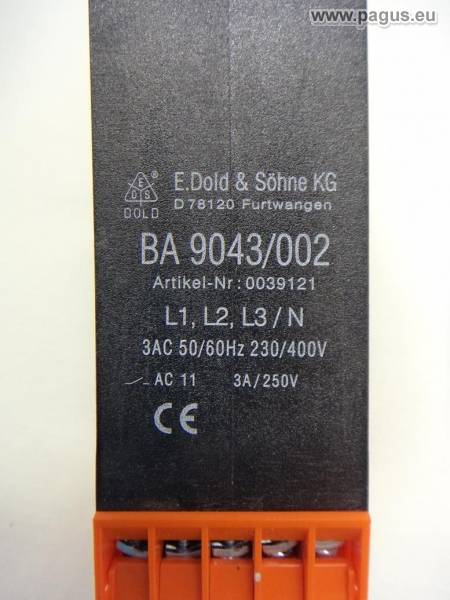 www.pagus.eu
E D S
DOLD
E.Dold & Söhne KG
D 78120 Furtwangen
BA 9043/002
Artikel-Nr: 0039121
L1, L2, L3 / N
3AC 50/60Hz 230/400V
AC 11 3A/250V
CE